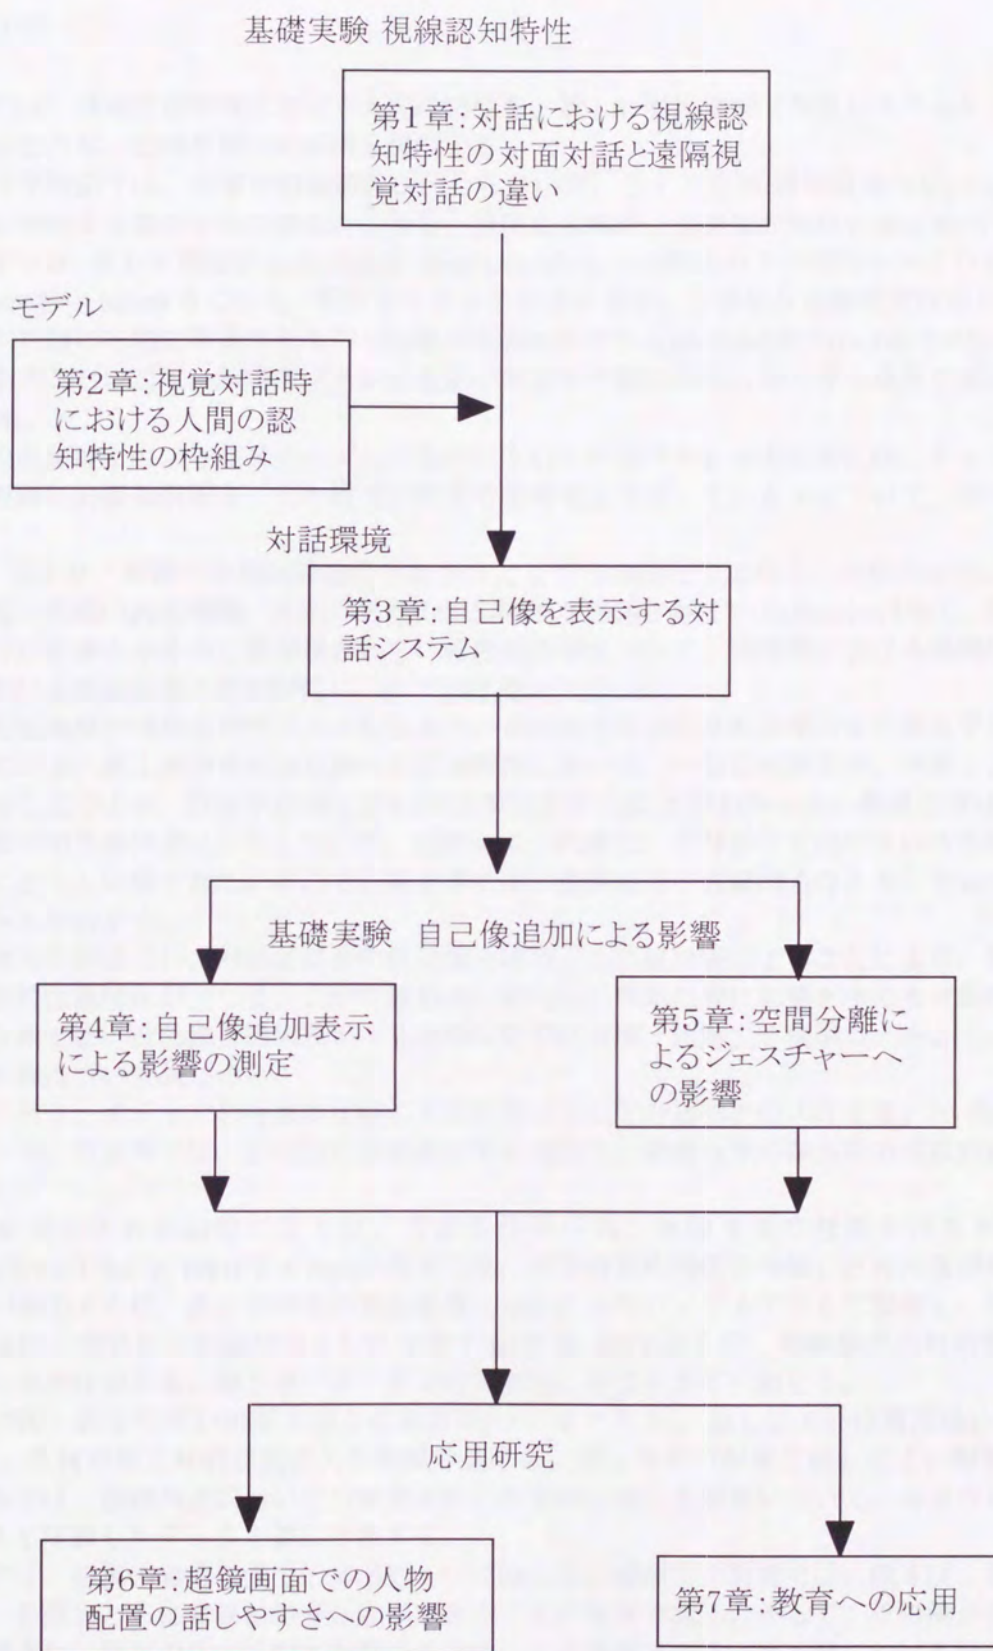 基礎実験 視線認知特性
第1章：対話における視線認
知特性の対面対話と遠隔視
覚対話の違い
モデル
第2章：視覚対話時
における人間の認
知特性の枠組み
対話環境
第3章：自己像を表示する対
話システム
基礎実験 自己像追加による影響
第4章：自己像追加表示
による影響の測定
第5章：空間分離に
よるジェスチャーへ
の影響
応用研究
第6章：超鏡画面での人物
配置の話しやすさへの影響
第7章：教育への応用